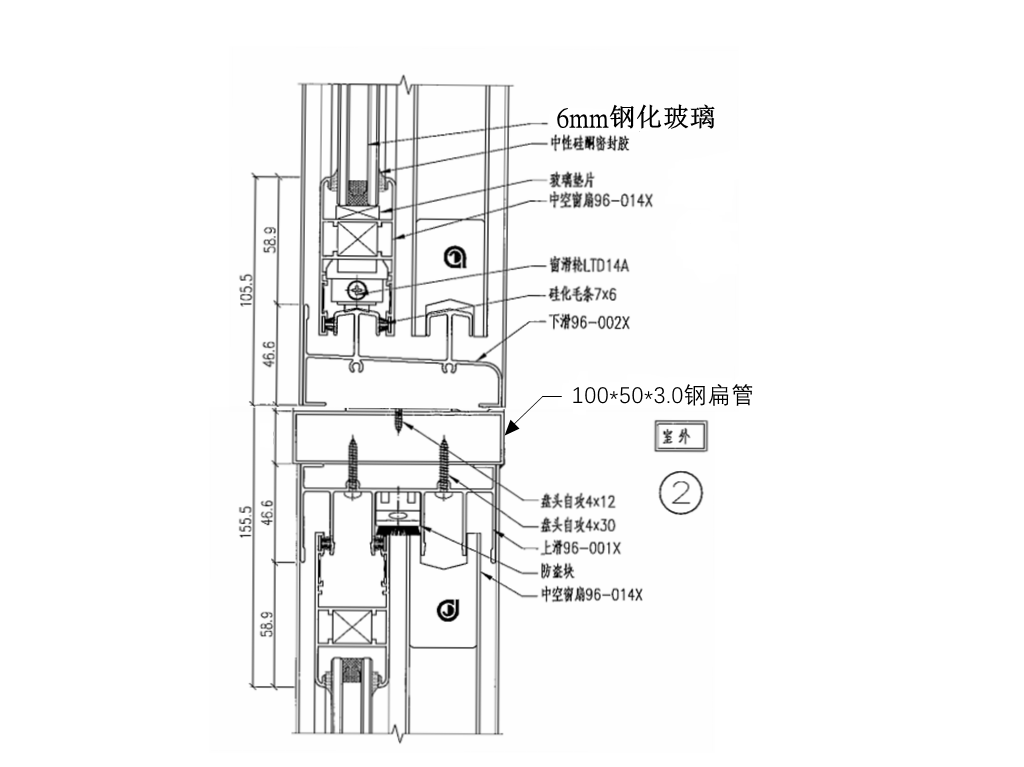 6mm钢化玻璃
中性硅酮密封胶
玻璃垫片
中空窗扇96-014X
窗滑轮LTD14A
硅化毛条7x6
下滑96-002X
58.9
105.5
46.6
100*50*3.0钢扁管
室外
2
盘头自攻4x12
盘头自攻4x30
上滑96-001X
防盗块
中空窗扇96-014X
46.6
155.5
58.9